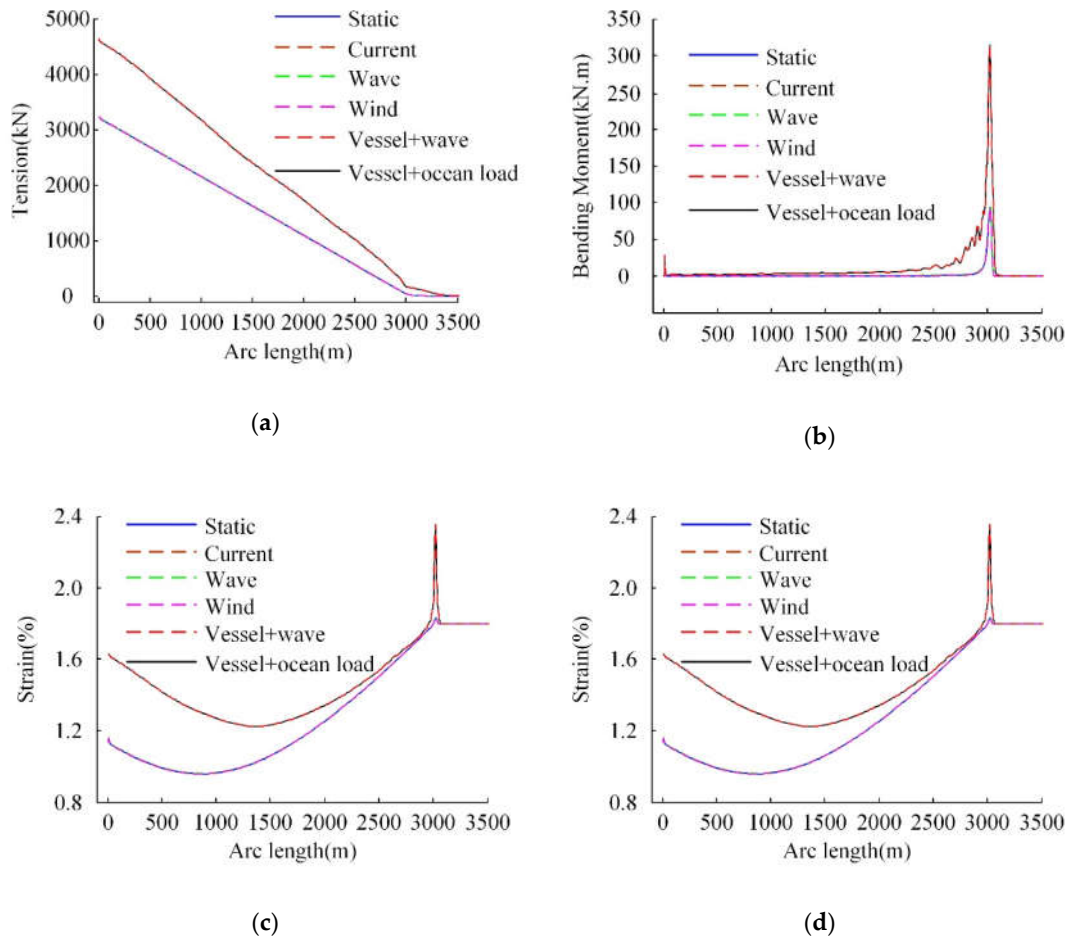 5000
4000
3000
2000
1000
0
Tension(kN)
Static
Current
Wave
Wind
Vessel+wave
Vessel+ocean load
0 500 1000 1500 2000 2500 3000 3500
Arc length(m)
(a)
350
300
250
200
150
100
50
0
-50
Bending Moment(kN.m)
Static
Current
Wave
Wind
Vessel+wave
Vessel+ocean load
0 500 1000 1500 2000 2500 3000 3500
Arc length(m)
(b)
2.4
2.0
1.6
1.2
0.8
Strain(%)
Static
Current
Wave
Wind
Vessel+wave
Vessel+ocean load
0 500 1000 1500 2000 2500 3000 3500
Arc length(m)
(c)
2.4
2.0
1.6
1.2
0.8
Strain(%)
Static
Current
Wave
Wind
Vessel+wave
Vessel+ocean load
0 500 1000 1500 2000 2500 3000 3500
Arc length(m)
(d)